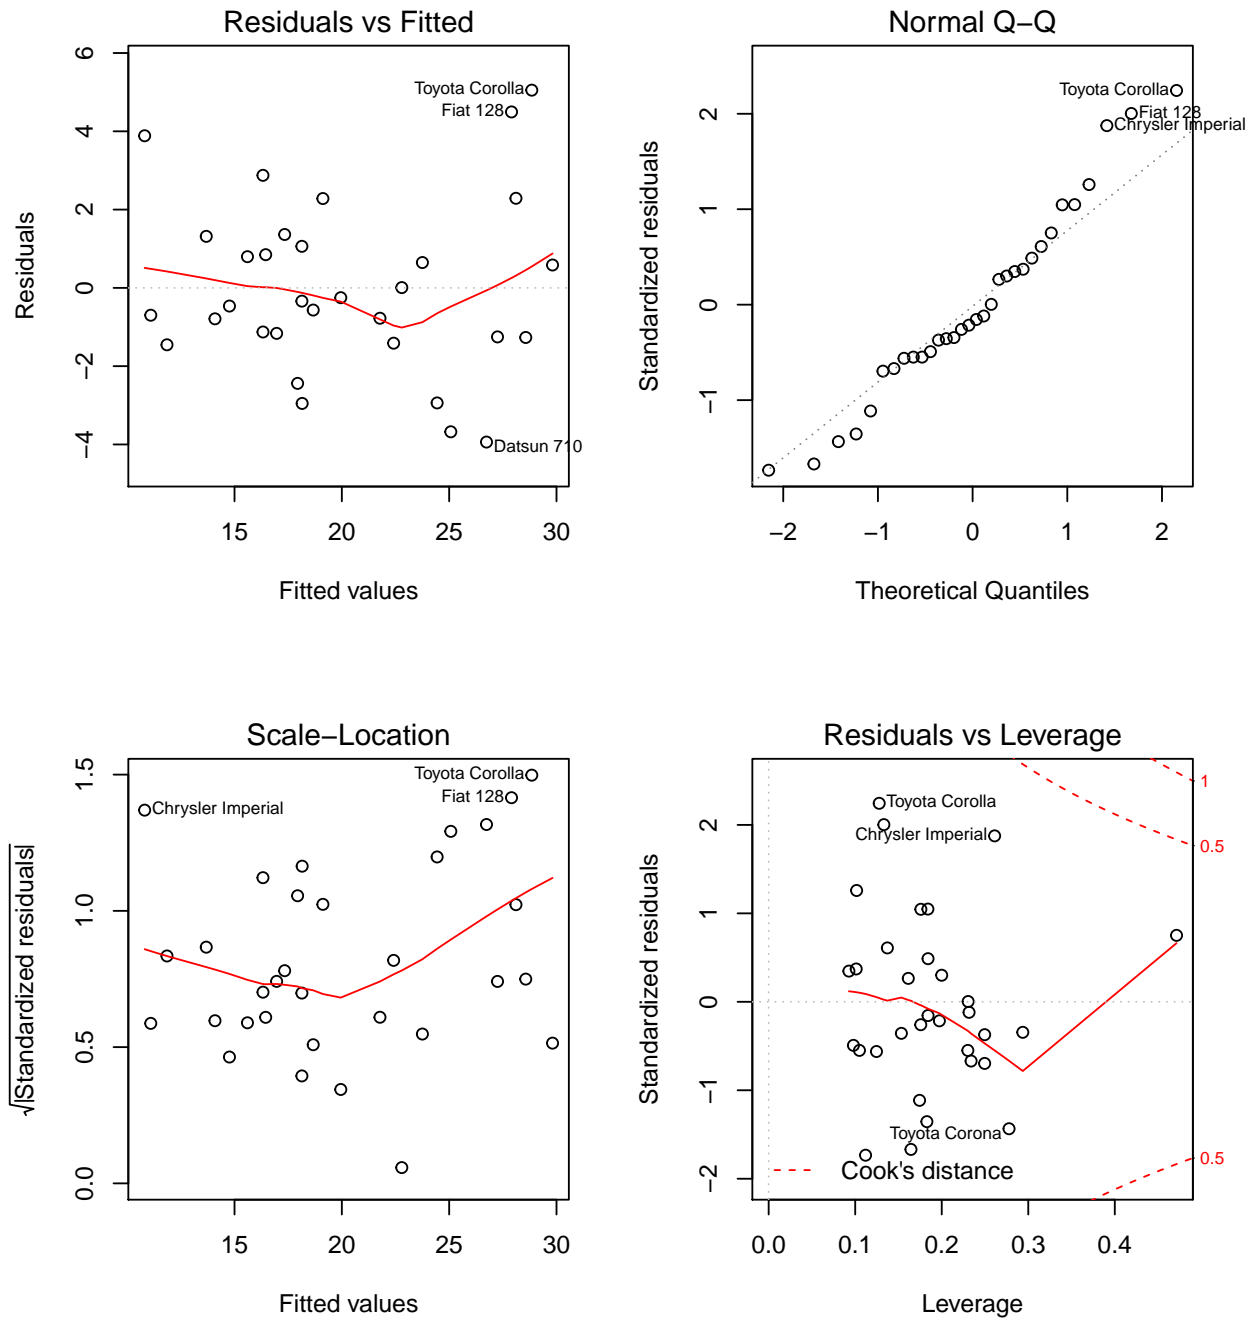 Residuals vs Fitted
Residuals
6
4
2
0
−2
−4
Toyota Corolla
Fiat 128
Datsun 710
15 20 25 30
Fitted values
Normal Q−Q
Standardized residuals
2
1
0
−1
Toyota Corolla
Fiat 128
Chrysler Imperial
−2 −1 0 1 2
Theoretical Quantiles
Scale−Location
√|Standardized residuals|
1.5
1.0
0.5
0.0
Toyota Corolla
Fiat 128
Chrysler Imperial
15 20 25 30
Fitted values
Residuals vs Leverage
Standardized residuals
2
1
0
−1
−2
1
0.5
0.5
Toyota Corolla
Chrysler Imperial
Toyota Corona
Cook's distance
0.0 0.1 0.2 0.3 0.4
Leverage